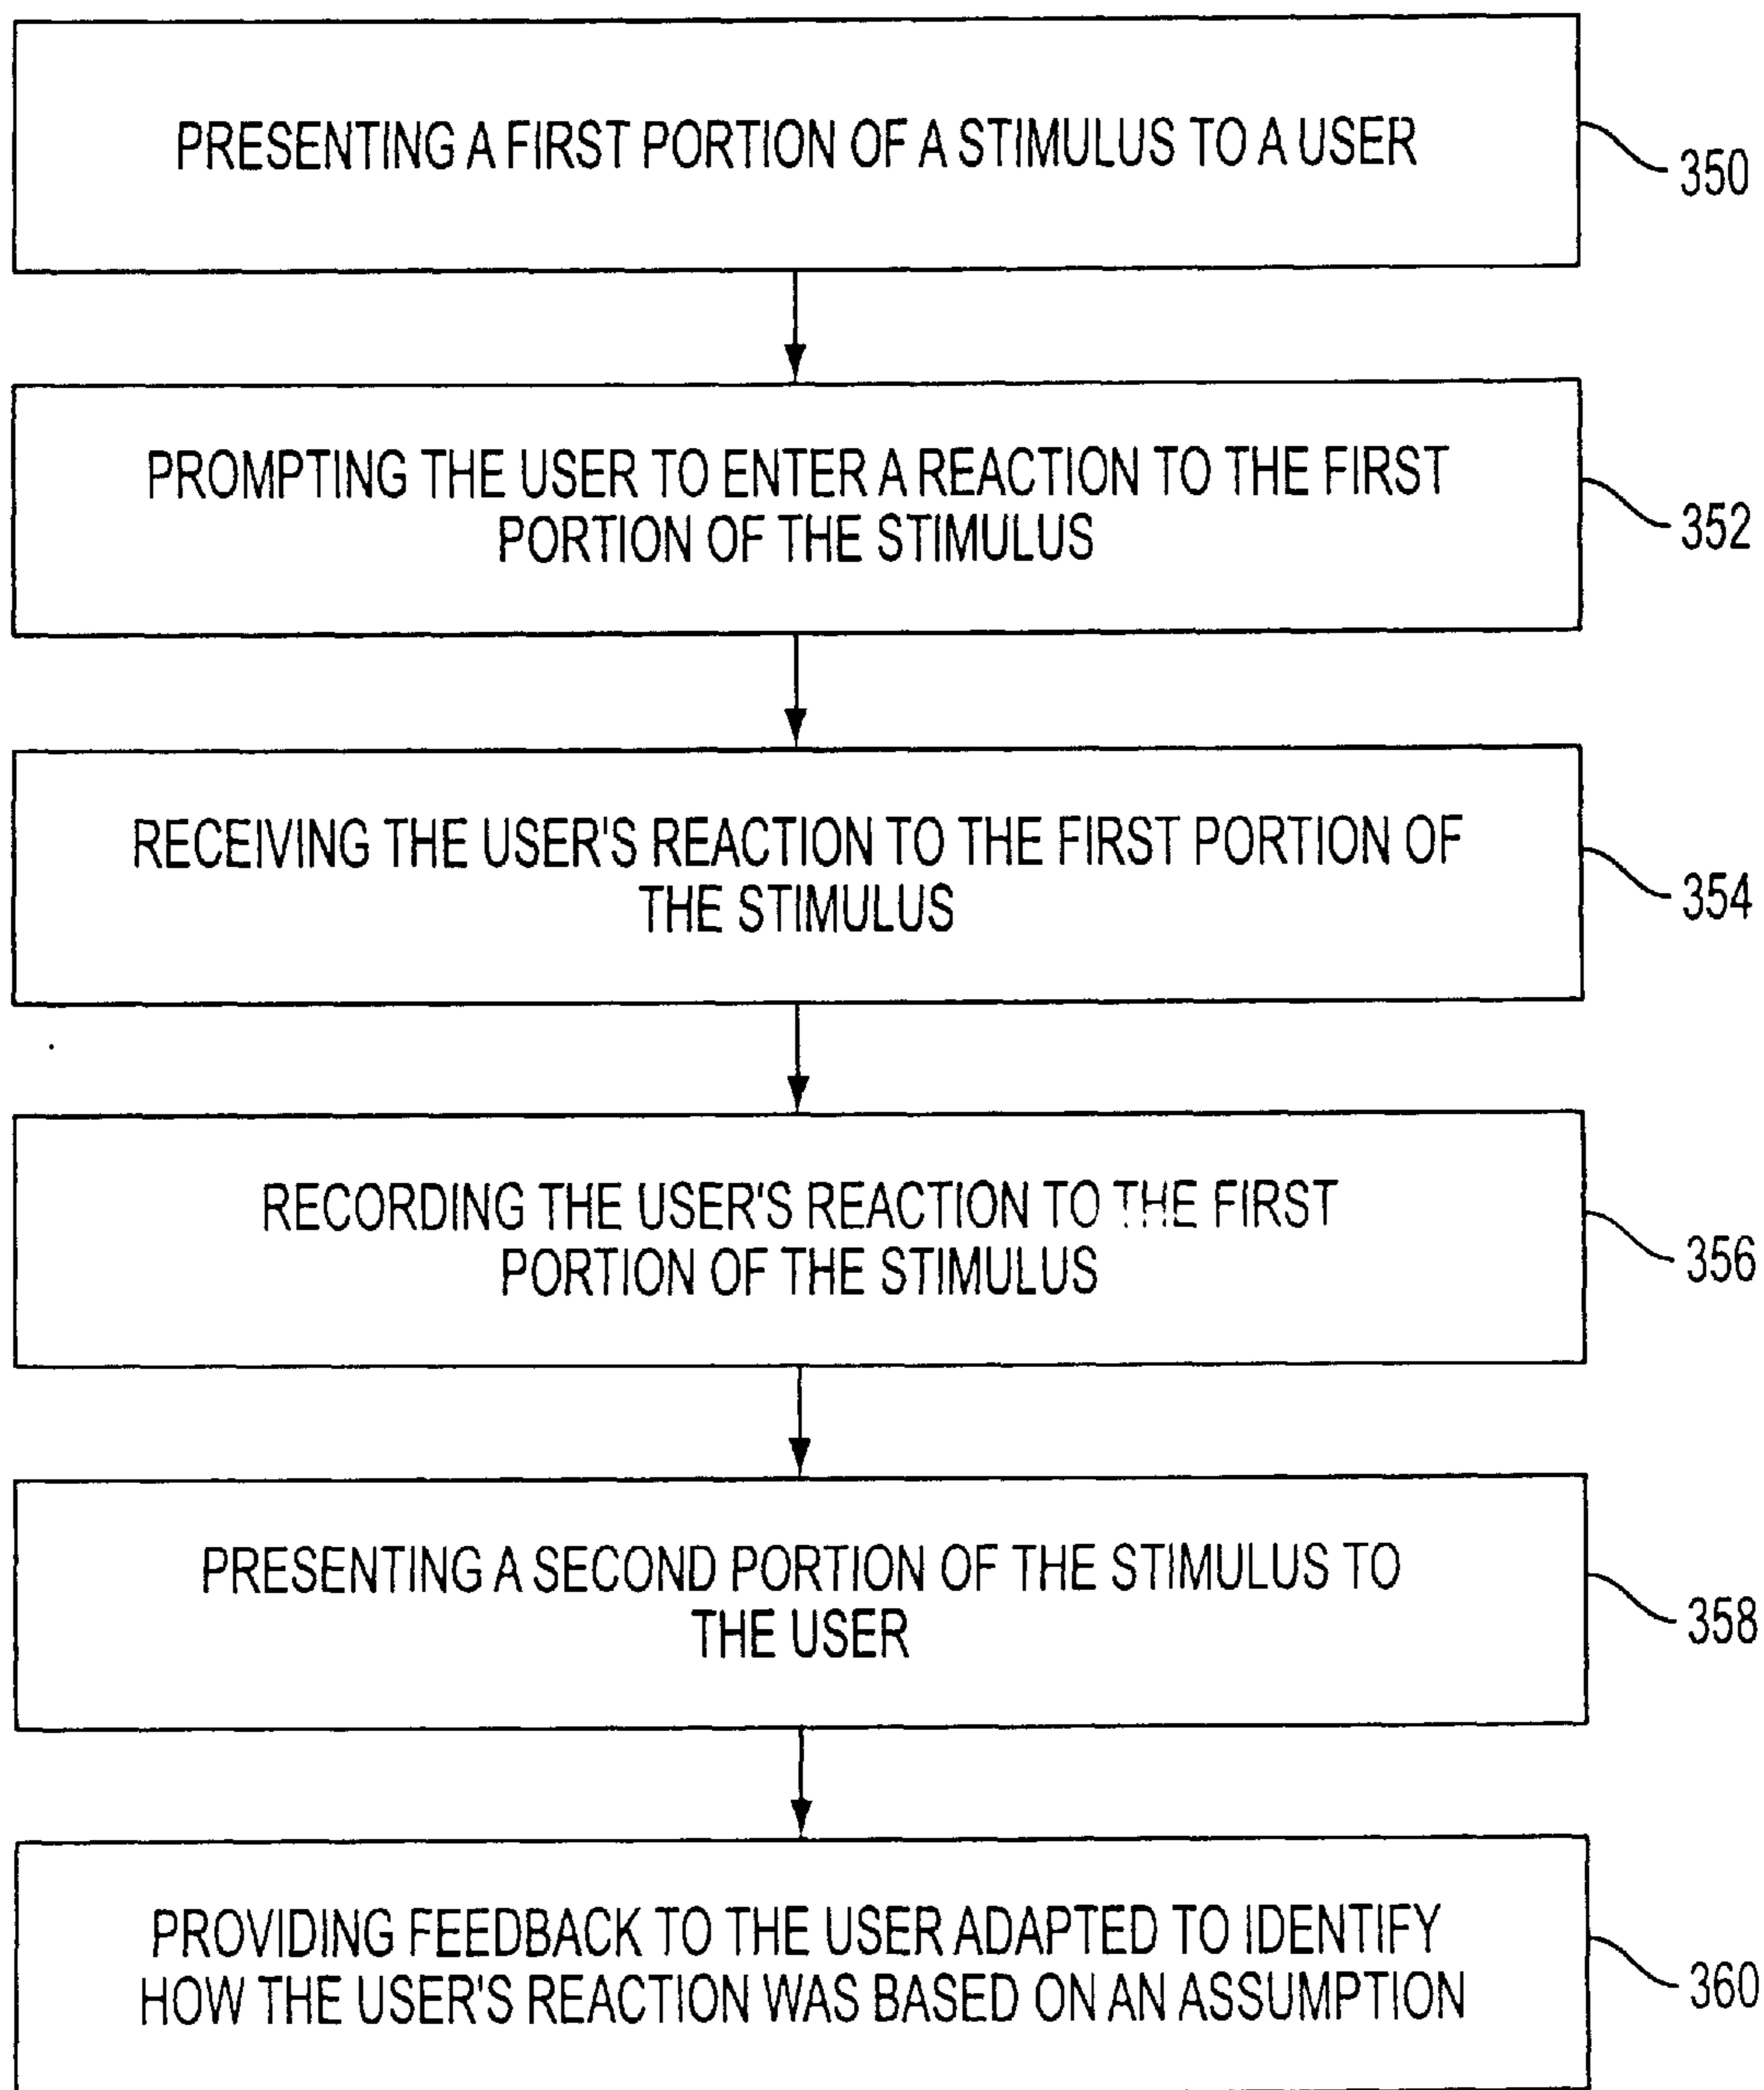 PRESENTING A FIRST PORTION OF A STIMULUS TO A USER
350
PROMPTING THE USER TO ENTER A REACTION TO THE FIRST
PORTION OF THE STIMULUS
352
RECEIVING THE USER'S REACTION TO THE FIRST PORTION OF
THE STIMULUS
354
RECORDING THE USER'S REACTION TO THE FIRST
PORTION OF THE STIMULUS
356
PRESENTING A SECOND PORTION OF THE STIMULUS TO
THE USER
358
PROVIDING FEEDBACK TO THE USER ADAPTED TO IDENTIFY
HOW THE USER'S REACTION WAS BASED ON AN ASSUMPTION
360